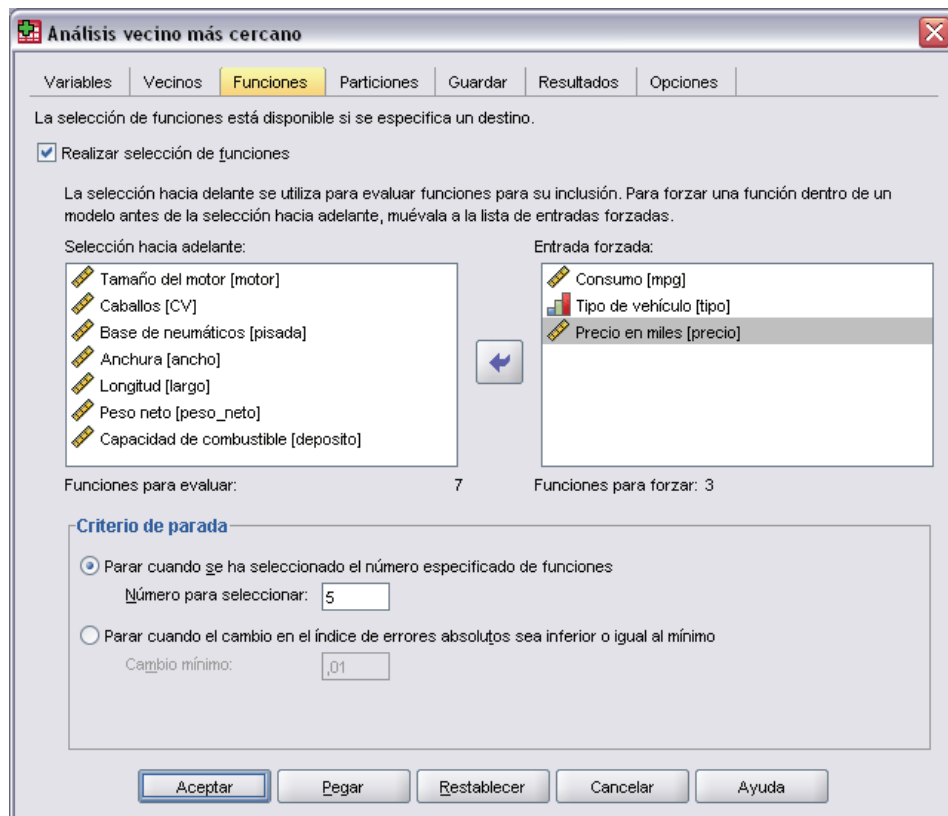 Análisis vecino más cercano
Variables Vecinos Funciones Particiones Guardar Resultados Opciones
La selección de funciones está disponible si se especifica un destino.
Realizar selección de funciones
La selección hacia delante se utiliza para evaluar funciones para su inclusión. Para forzar una función dentro de un
modelo antes de la selección hacia adelante, muévala a la lista de entradas forzadas.
Selección hacia adelante:
Tamaño del motor [motor]
Caballos [CV]
Base de neumáticos [pisada]
Anchura [ancho]
Longitud [largo]
Peso neto [peso_neto]
Capacidad de combustible [deposito]
Funciones para evaluar: 7
Entrada forzada:
Consumo [mpg]
Tipo de vehículo [tipo]
Precio en miles [precio]
Funciones para forzar: 3
Criterio de parada
Parar cuando se ha seleccionado el número especificado de funciones
Número para seleccionar: 5
Parar cuando el cambio en el índice de errores absolutos sea inferior o igual al mínimo
Cambio mínimo: ,01
Aceptar Pegar Restablecer Cancelar Ayuda